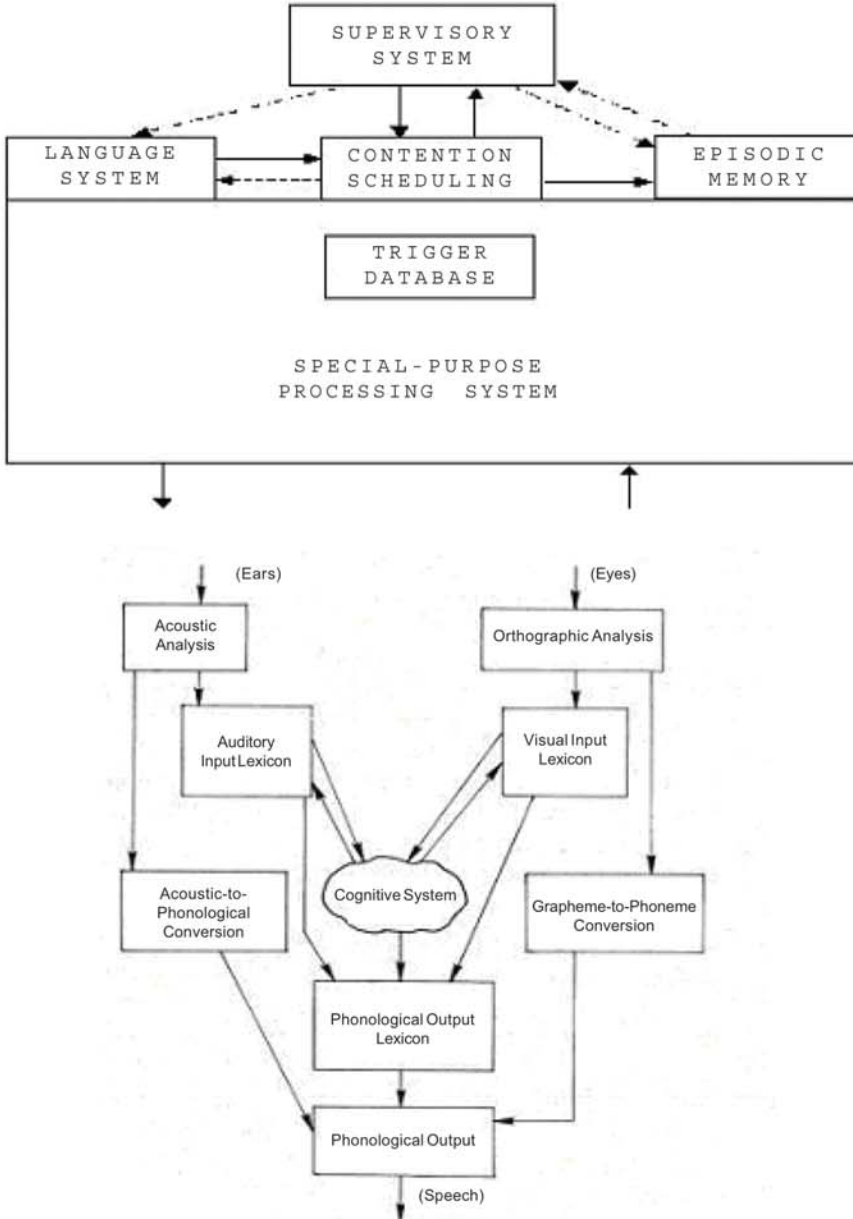 SUPERVISORY
SYSTEM
LANGUAGE
SYSTEM
CONTENTION
SCHEDULING
EPISODIC
MEMORY
TRIGGER
DATABASE
SPECIAL-PURPOSE
PROCESSING SYSTEM
(Ears)
(Eyes)
Acoustic
Analysis
Orthographic Analysis
Auditory
Input Lexicon
Visual Input
Lexicon
Acoustic-to-
Phonological
Conversion
Cognitive System
Grapheme-to-Phoneme
Conversion
Phonological Output
Lexicon
Phonological Output
(Speech)